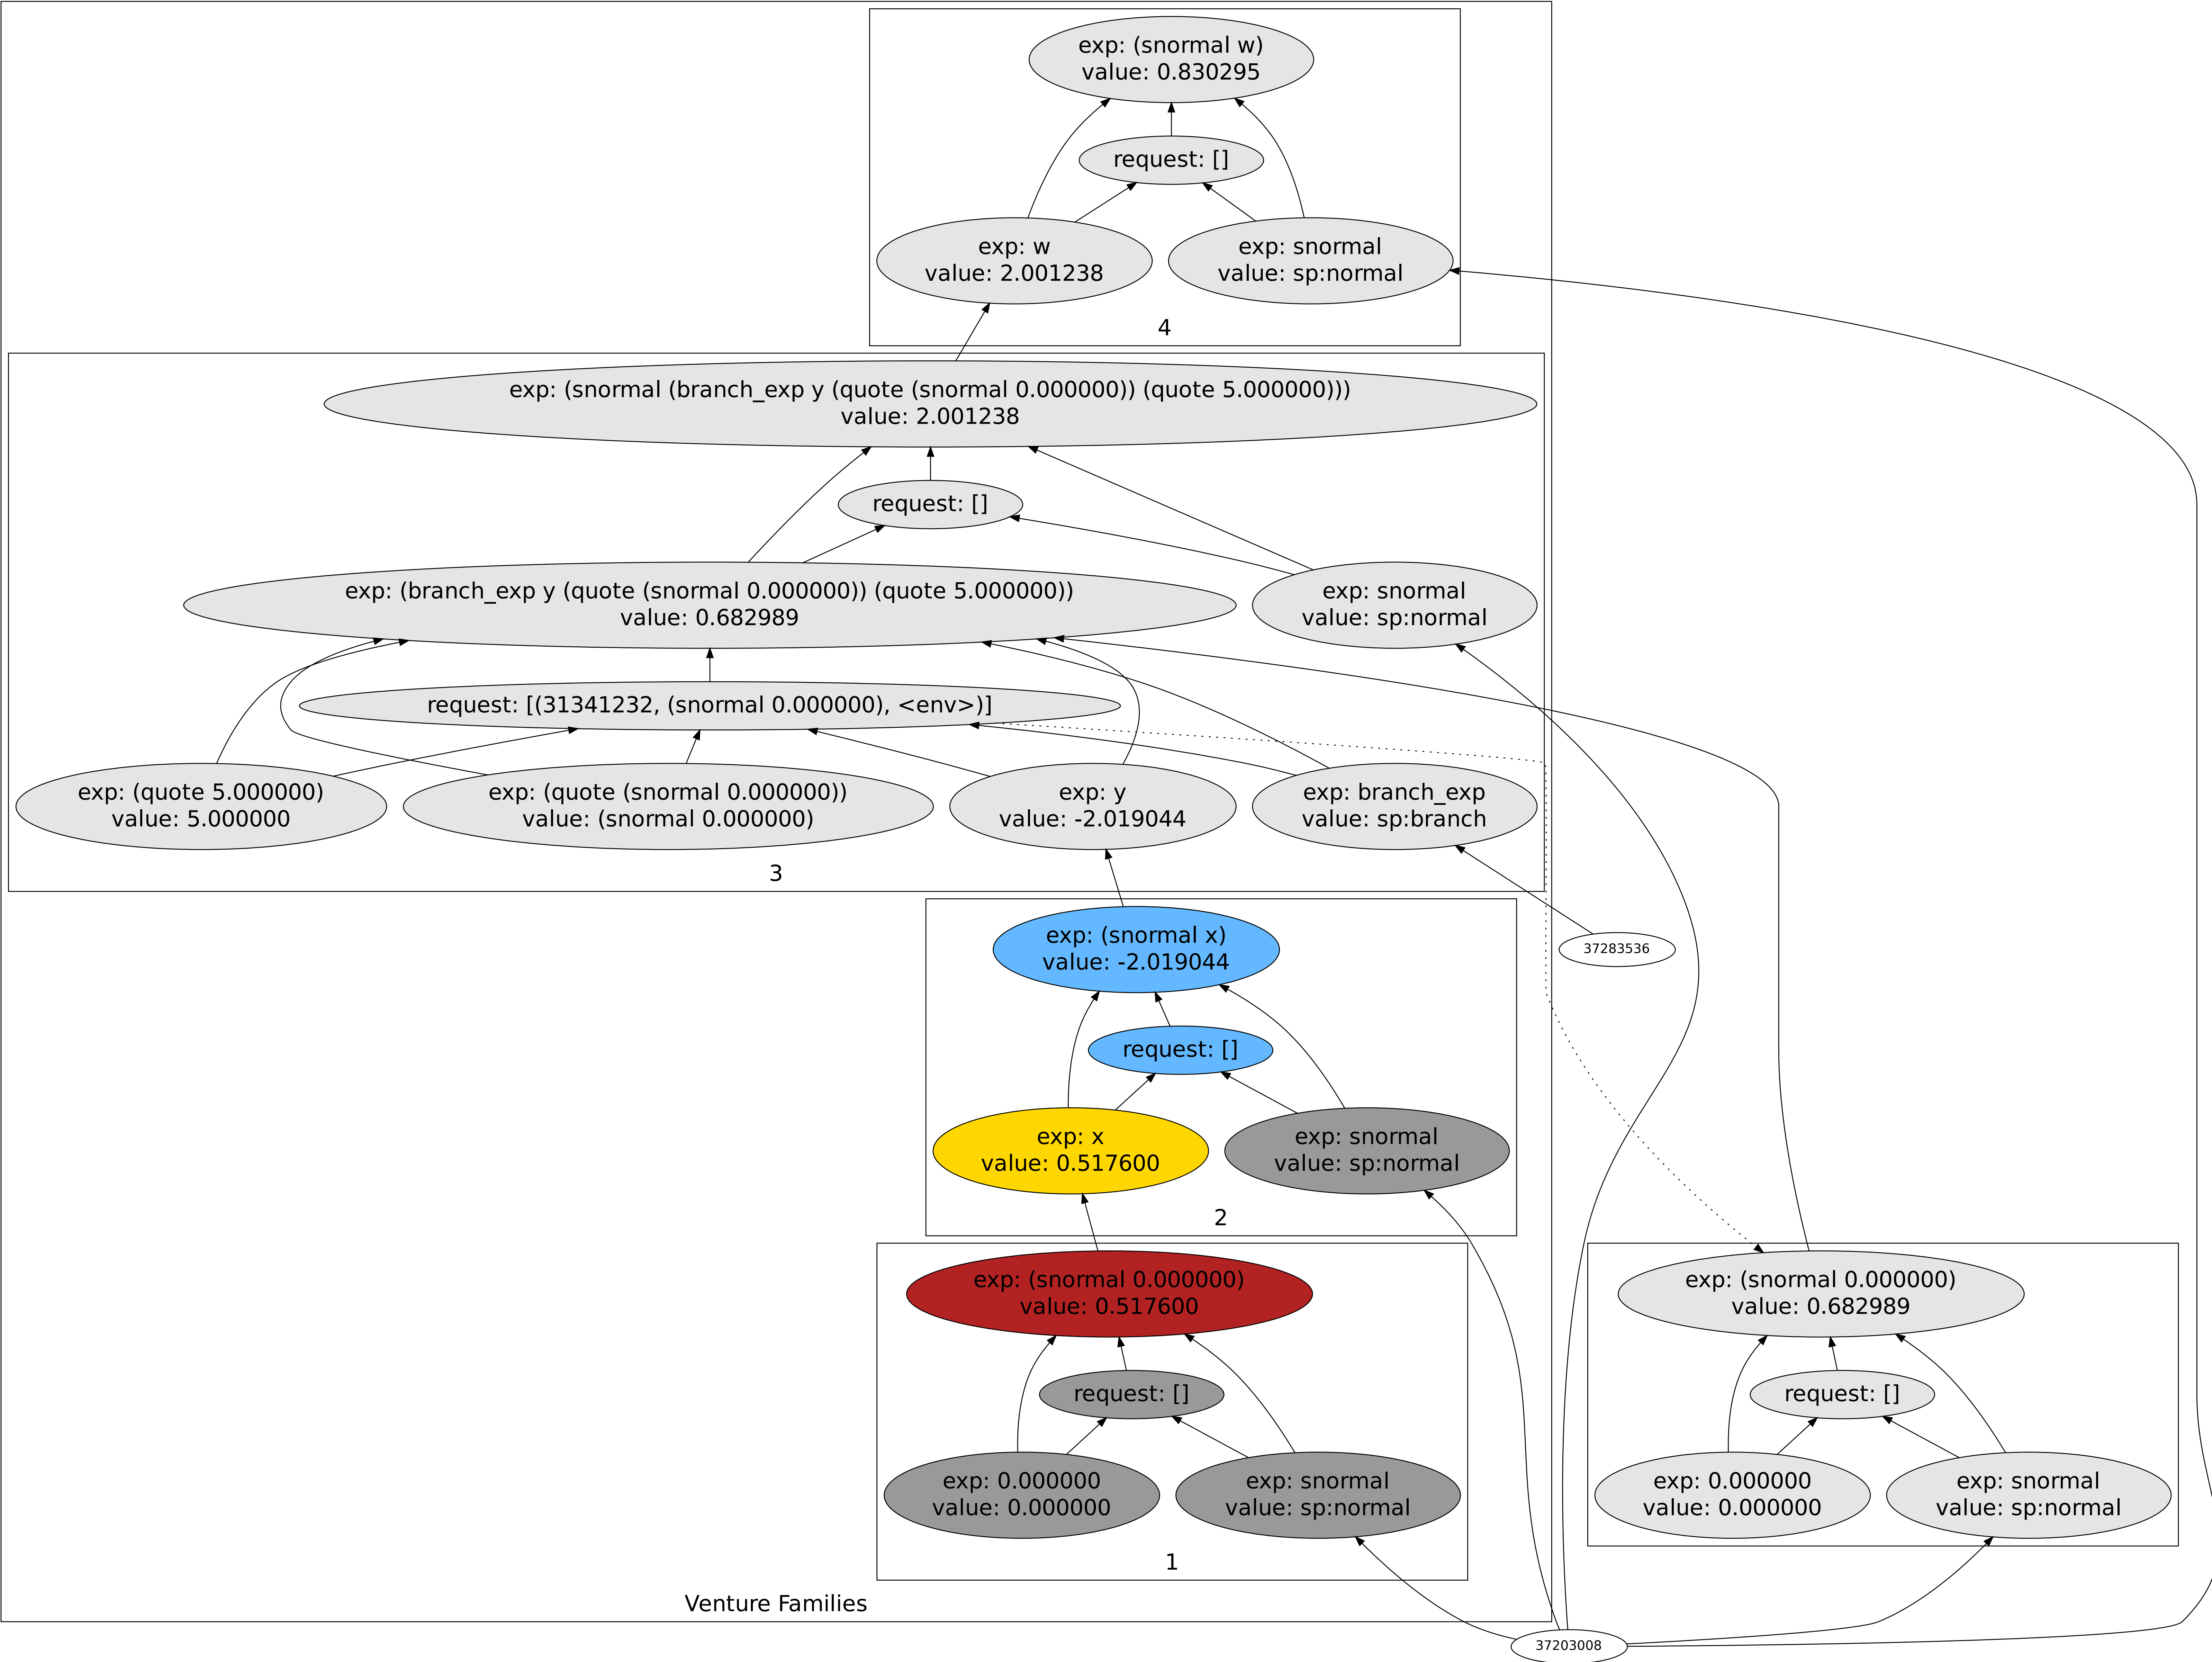 exp: (snormal w)
value: 0.830295
request: []
exp: w
value: 2.001238
exp: snormal
value: sp:normal
4
exp: (snormal (branch_exp y (quote (snormal 0.000000)) (quote 5.000000)))
value: 2.001238
request: []
exp: (branch_exp y (quote (snormal 0.000000)) (quote 5.000000))
value: 0.682989
exp: snormal
value: sp:normal
request: [(31341232, (snormal 0.000000), <env>)]
exp: (quote 5.000000)
value: 5.000000
exp: (quote (snormal 0.000000))
value: (snormal 0.000000)
exp: y
value: -2.019044
exp: branch_exp
value: sp:branch
3
exp: (snormal x)
value: -2.019044
37283536
request: []
exp: x
value: 0.517600
exp: snormal
value: sp:normal
2
exp: (snormal 0.000000)
value: 0.517600
request: []
exp: 0.000000
value: 0.000000
exp: snormal
value: sp:normal
1
exp: (snormal 0.000000)
value: 0.682989
request: []
exp: 0.000000
value: 0.000000
exp: snormal
value: sp:normal
Venture Families
37203008